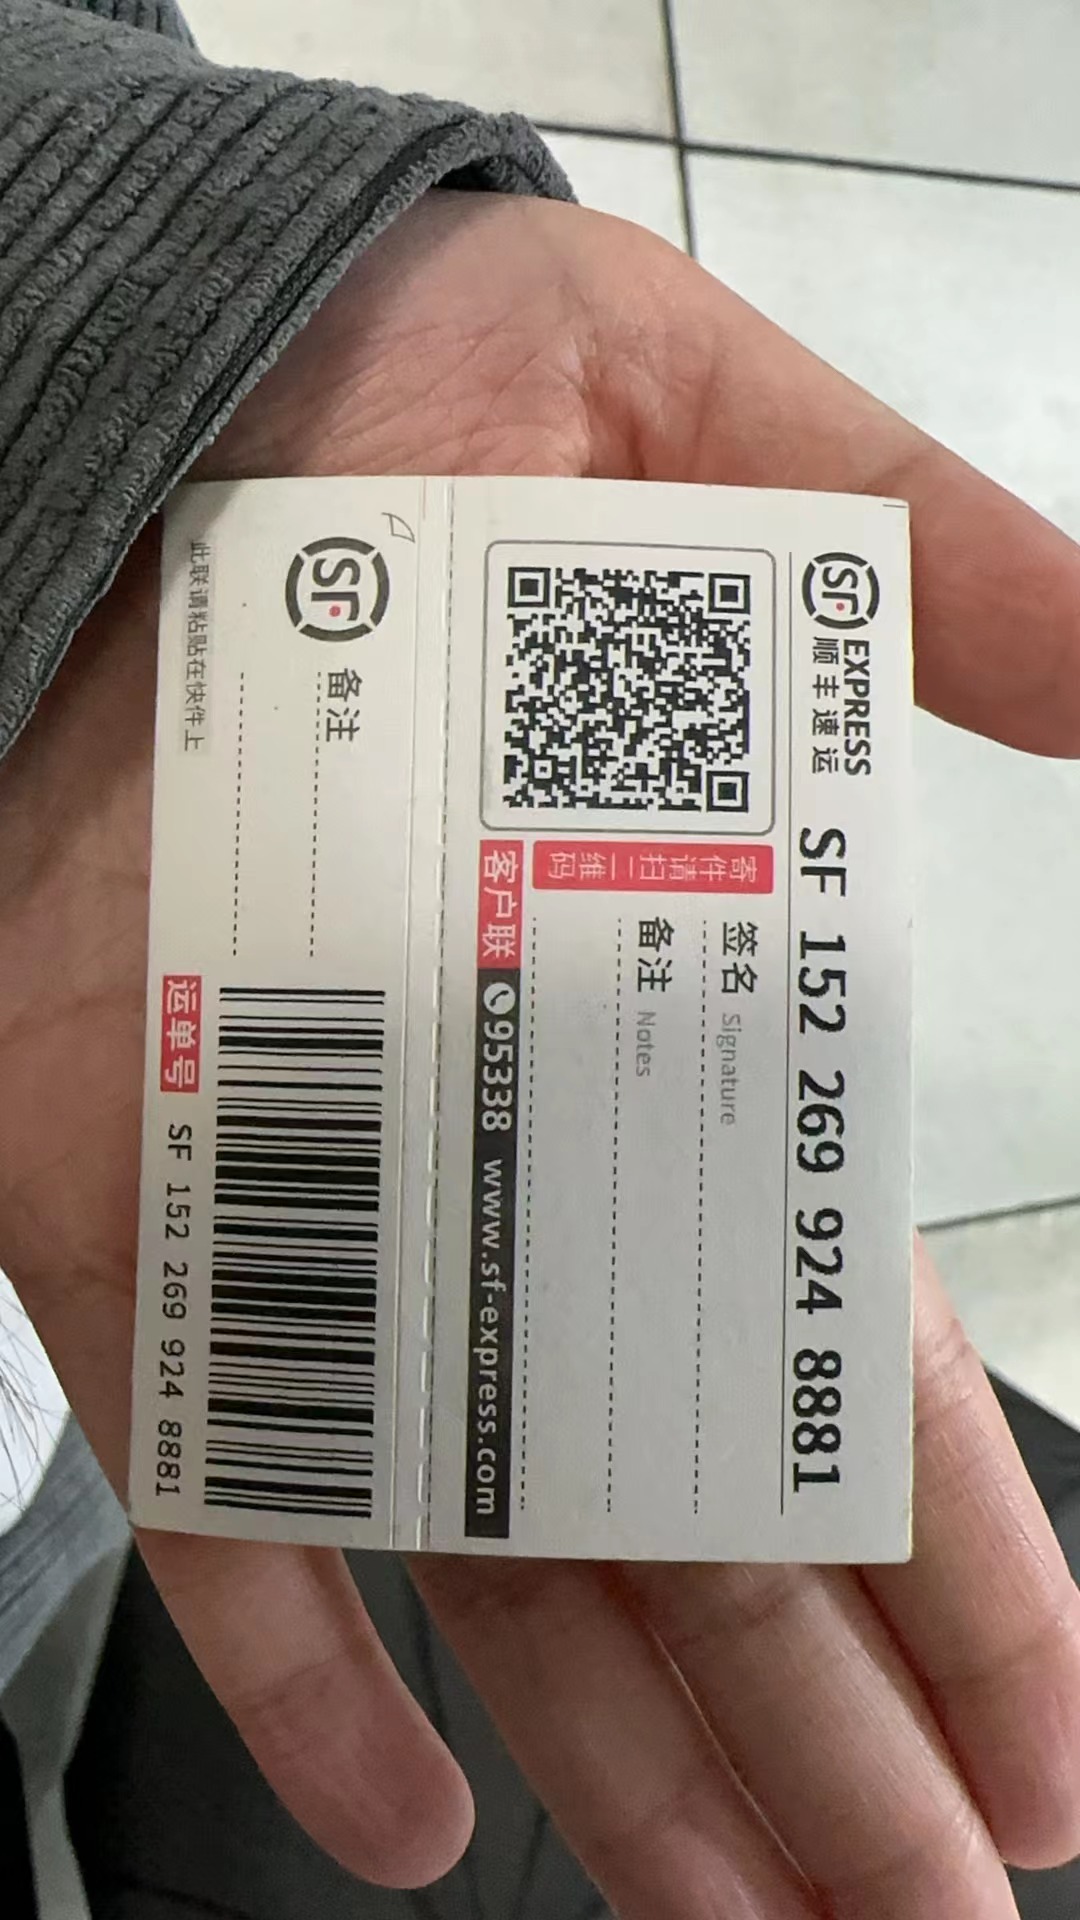 SF EXPRESS
顺丰速运
SF 152 269 924 8881
签名 Signature
备注 Notes
寄件请扫二维码
客户联 95338 www.sf-express.com
SF
备注
此联请粘贴在快件上
运单号 SF 152 269 924 8881